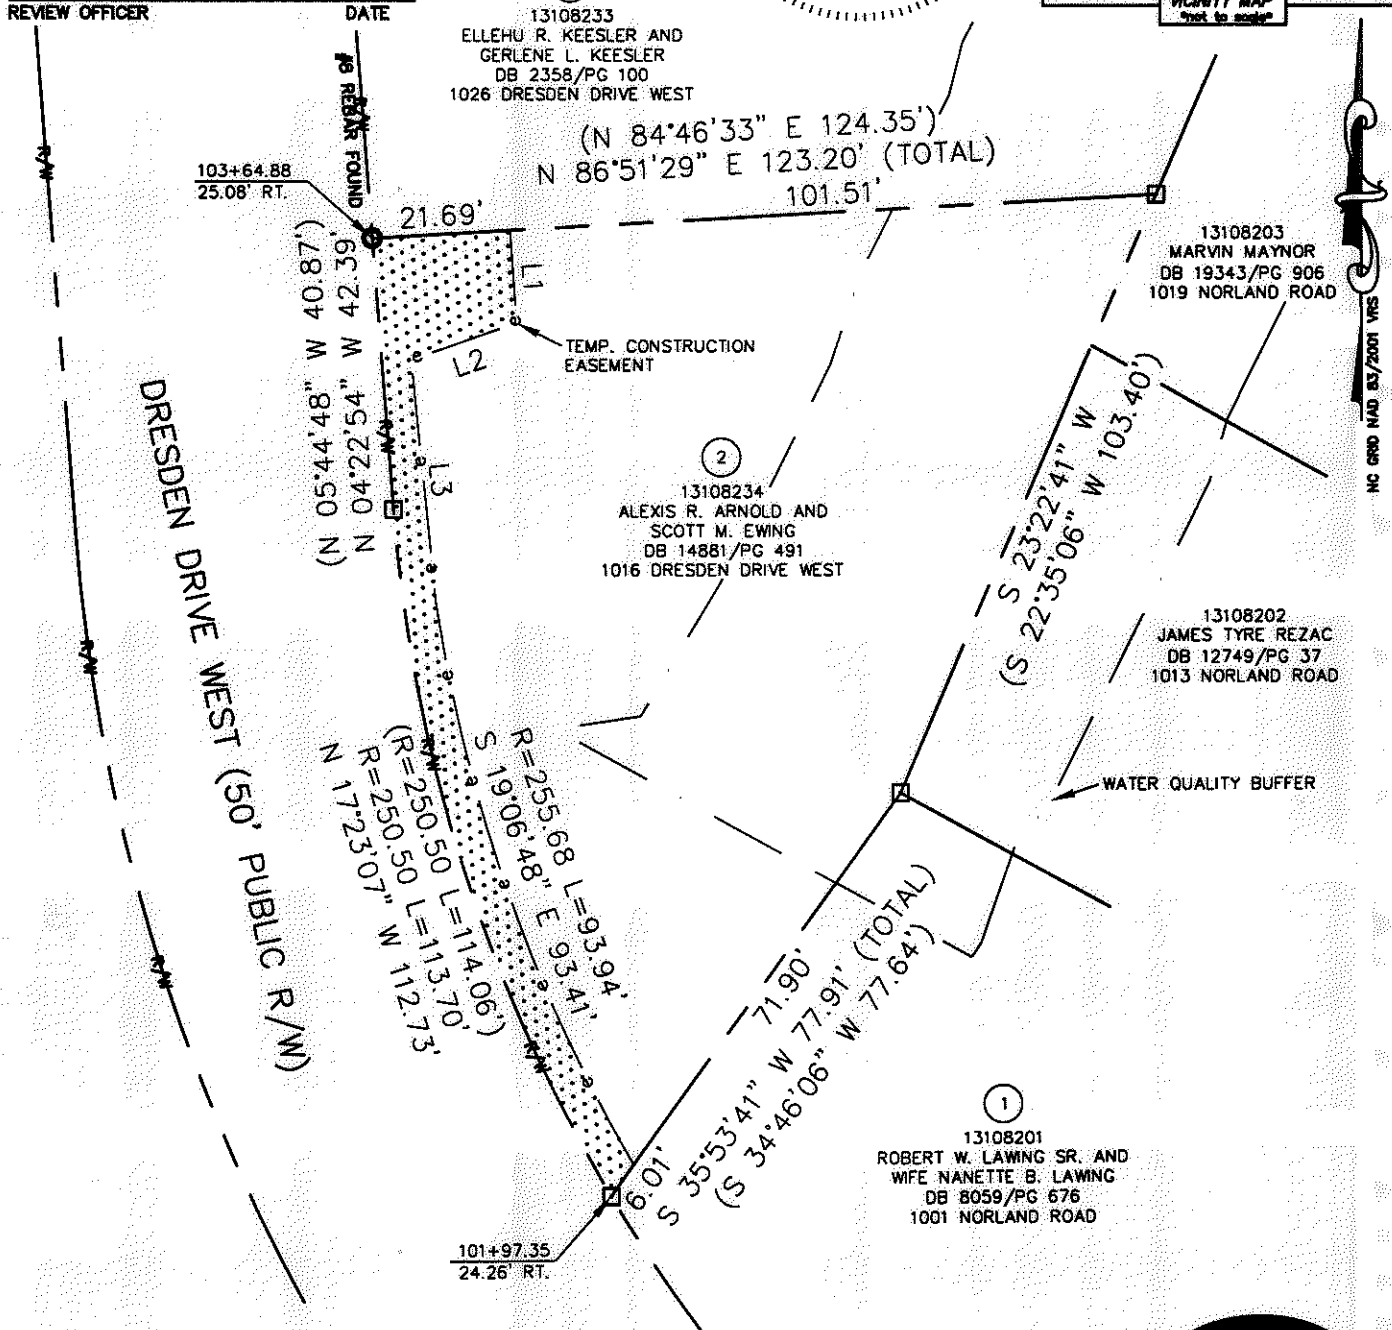 REVIEW OFFICER
DATE
VICINITY MAP
"not to scale"
13108233
ELLEHU R. KEESLER AND
GERLENE L. KEESLER
DB 2358/PG 100
1026 DRESDEN DRIVE WEST
REBAR FOUND
R/W
R/W
(N 84°46'33" E 124.35')
N 86°51'29" E 123.20' (TOTAL)
101.51'
103+64.88
25.08' RT.
21.69'
L1
L2
L3
TEMP. CONSTRUCTION
EASEMENT
(N 05°44'48" W 40.87')
N 04°22'54" W 42.39'
R/W
13108203
MARVIN MAYNOR
DB 19343/PG 906
1019 NORLAND ROAD
NC GRID NAD 83/2001 VRS
DRESDEN DRIVE WEST (50' PUBLIC R/W)
2
13108234
ALEXIS R. ARNOLD AND
SCOTT M. EWING
DB 14881/PG 491
1016 DRESDEN DRIVE WEST
S 23°22'41" W
(S 22°35'06" W 103.40')
13108202
JAMES TYRE REZAC
DB 12749/PG 37
1013 NORLAND ROAD
R/W
R/W
R=255.68 L=93.94'
S 19°06'48" E 93.41'
(R=250.50 L=114.06')
R=250.50 L=113.70'
N 17°23'07" W 112.73'
WATER QUALITY BUFFER
R/W
R/W
71.90'
S 35°53'41" W 77.91' (TOTAL)
(S 34°46'06" W 77.64')
6.01'
1
13108201
ROBERT W. LAWING SR. AND
WIFE NANETTE B. LAWING
DB 8059/PG 676
1001 NORLAND ROAD
101+97.35
24.26' RT.
e
e
e
e
e
e
e
e
e